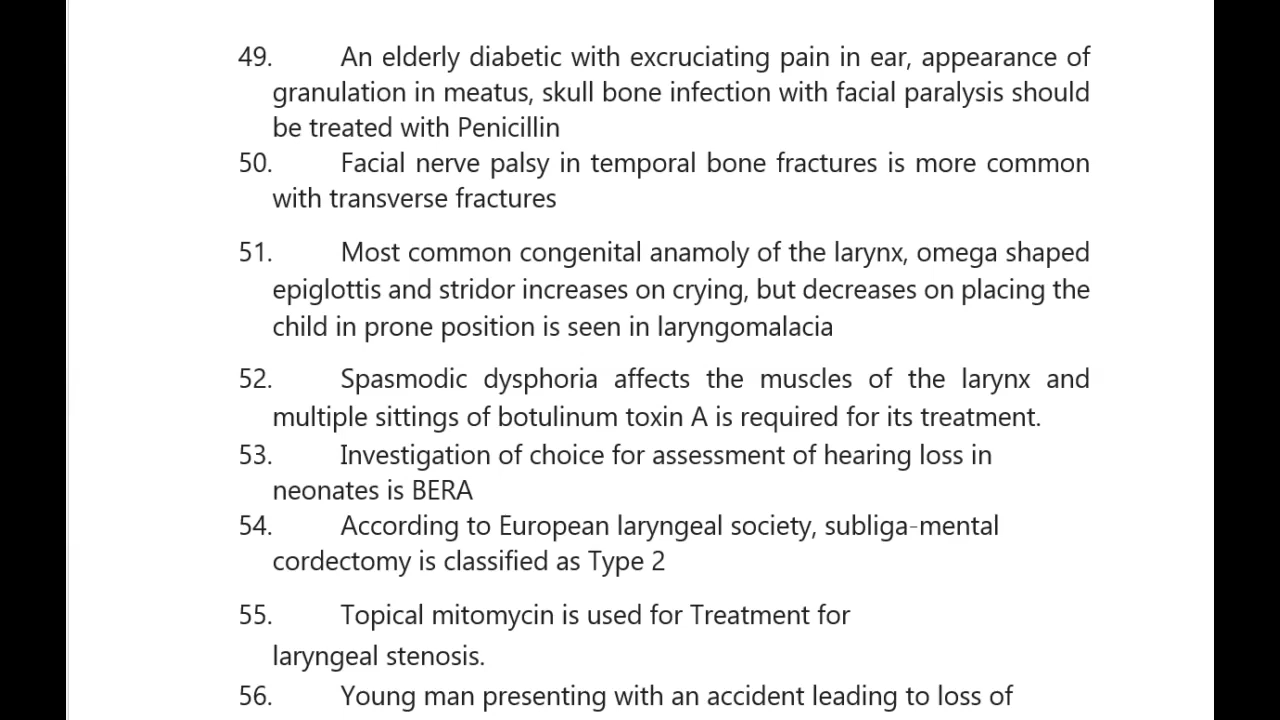 49. An elderly diabetic with excruciating pain in ear, appearance of
granulation in meatus, skull bone infection with facial paralysis should
be treated with Penicillin
50. Facial nerve palsy in temporal bone fractures is more common
with transverse fractures
51. Most common congenital anamoly of the larynx, omega shaped
epiglottis and stridor increases on crying, but decreases on placing the
child in prone position is seen in laryngomalacia
52. Spasmodic dysphoria affects the muscles of the larynx and
multiple sittings of botulinum toxin A is required for its treatment.
53. Investigation of choice for assessment of hearing loss in
neonates is BERA
54. According to European laryngeal society, subliga-mental
cordectomy is classified as Type 2
55. Topical mitomycin is used for Treatment for
laryngeal stenosis.
56. Young man presenting with an accident leading to loss of